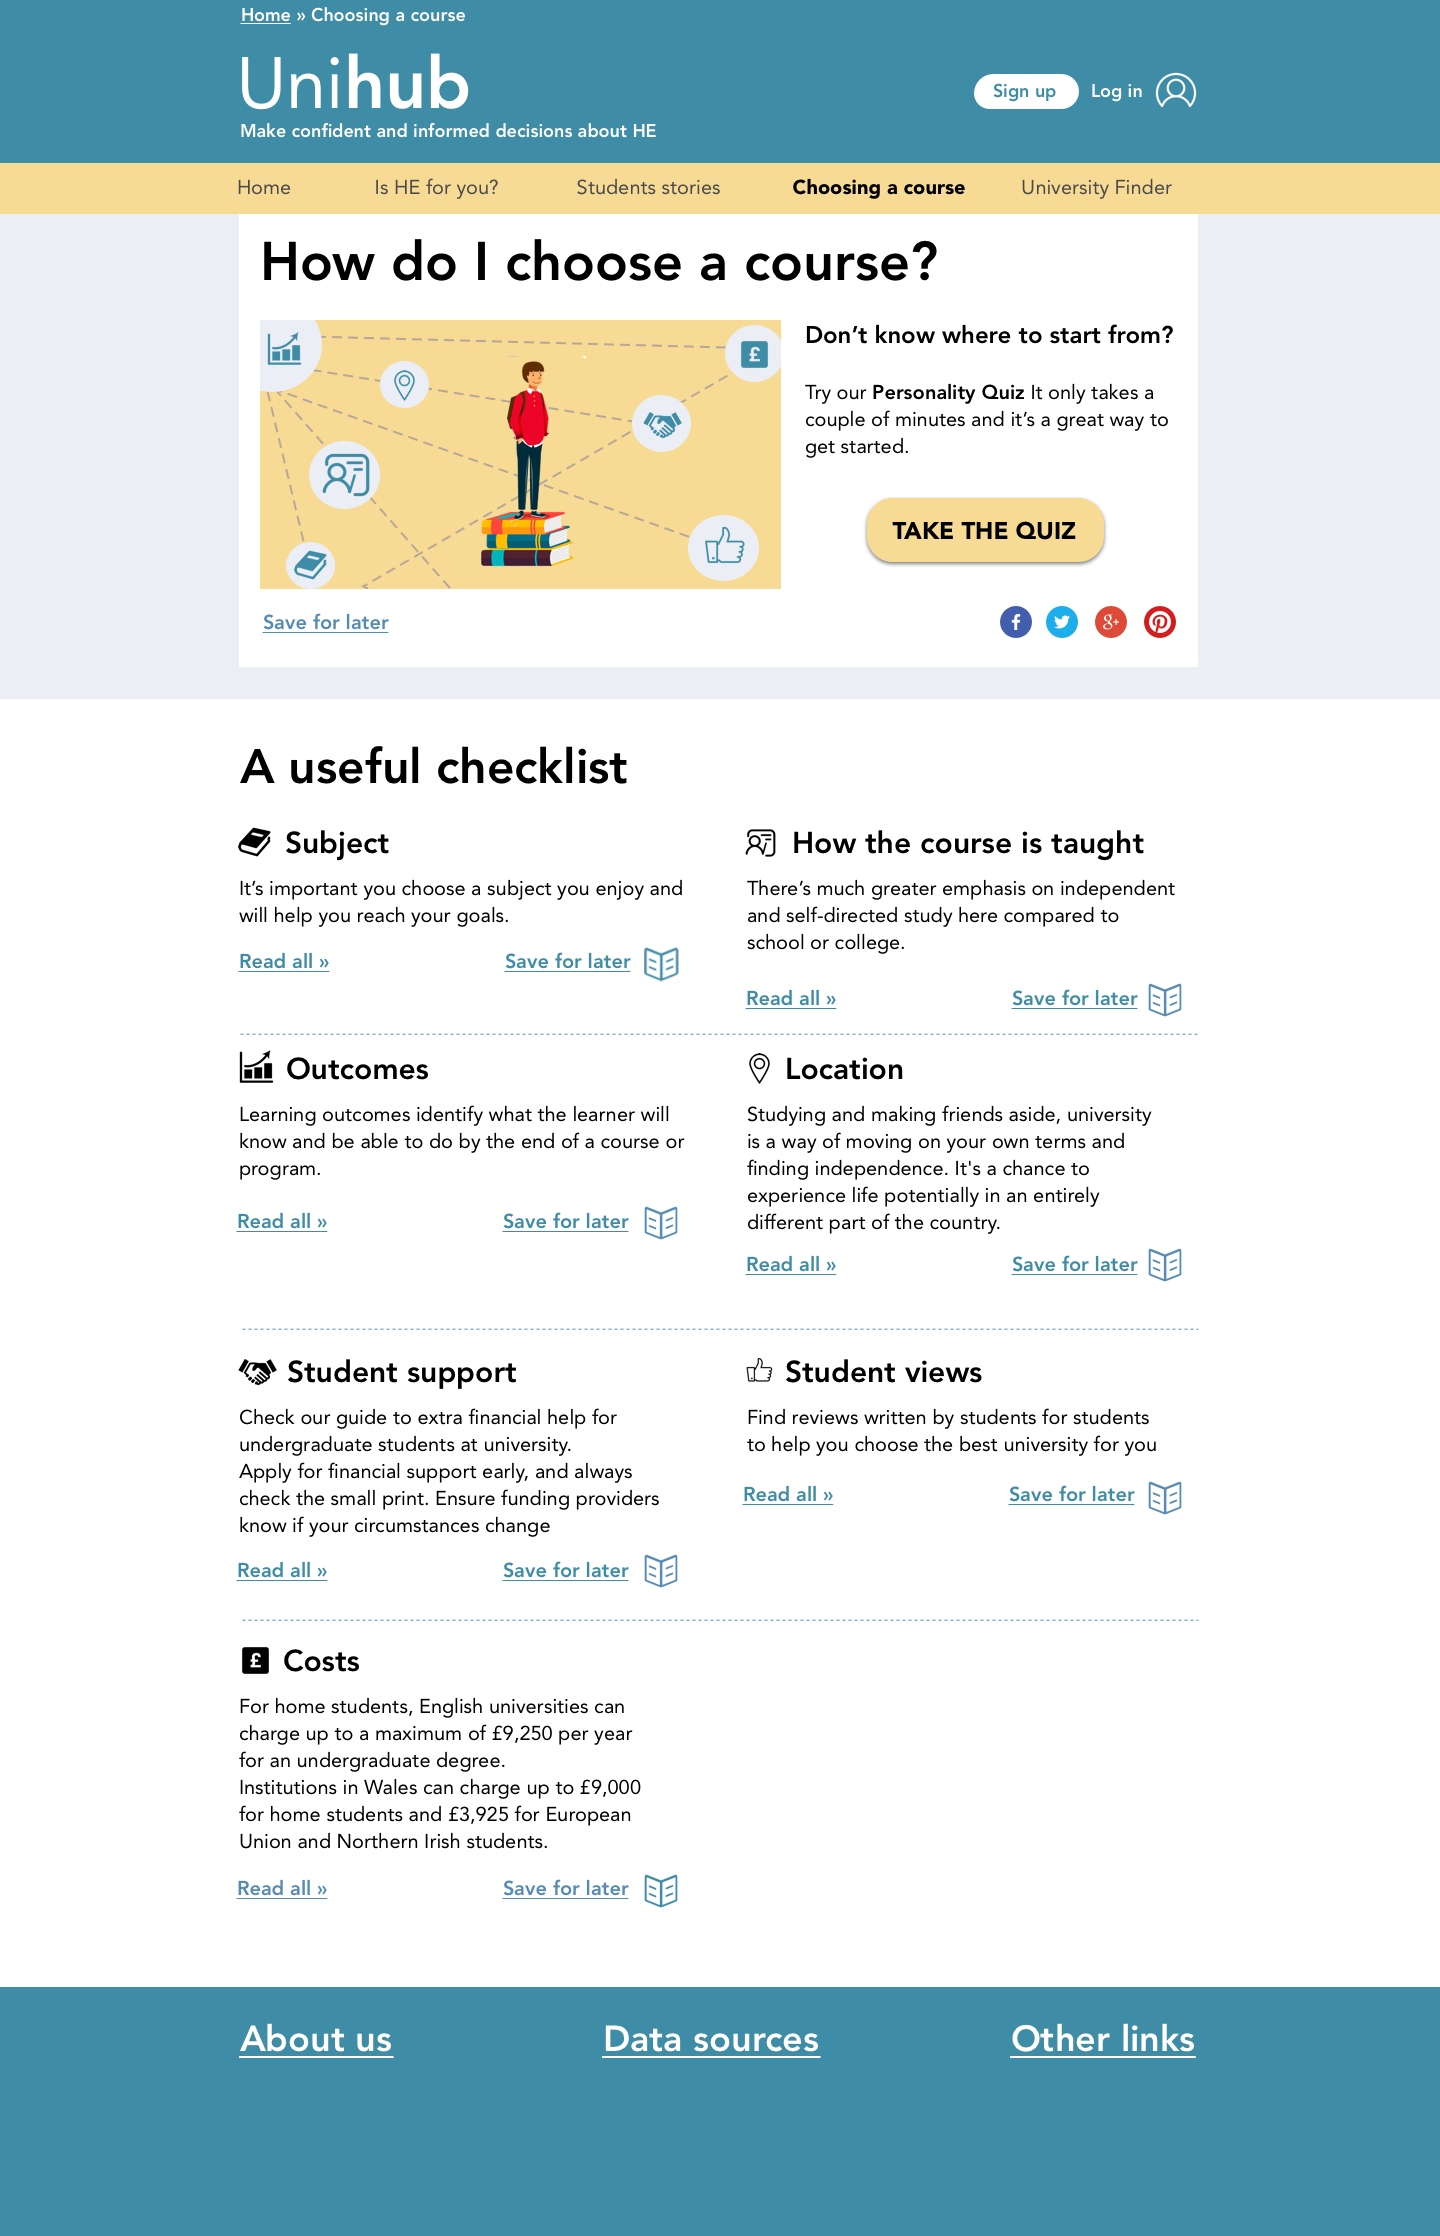 Home » Choosing a course
Unihub
Sign up
Log in
Make confident and informed decisions about HE
Home
Is HE for you?
Students stories
Choosing a course
University Finder
How do I choose a course?
£
Don’t know where to start from?
Try our Personality Quiz It only takes a
couple of minutes and it’s a great way to
get started.
TAKE THE QUIZ
Save for later
f
g+
A useful checklist
Subject
It’s important you choose a subject you enjoy and
will help you reach your goals.
Read all »
Save for later
How the course is taught
There’s much greater emphasis on independent
and self-directed study here compared to
school or college.
Read all »
Save for later
Outcomes
Learning outcomes identify what the learner will
know and be able to do by the end of a course or
program.
Read all »
Save for later
Location
Studying and making friends aside, university
is a way of moving on your own terms and
finding independence. It's a chance to
experience life potentially in an entirely
different part of the country.
Read all »
Save for later
Student support
Check our guide to extra financial help for
undergraduate students at university.
Apply for financial support early, and always
check the small print. Ensure funding providers
know if your circumstances change
Read all »
Save for later
Student views
Find reviews written by students for students
to help you choose the best university for you
Read all »
Save for later
£
Costs
For home students, English universities can
charge up to a maximum of £9,250 per year
for an undergraduate degree.
Institutions in Wales can charge up to £9,000
for home students and £3,925 for European
Union and Northern Irish students.
Read all »
Save for later
About us
Data sources
Other links